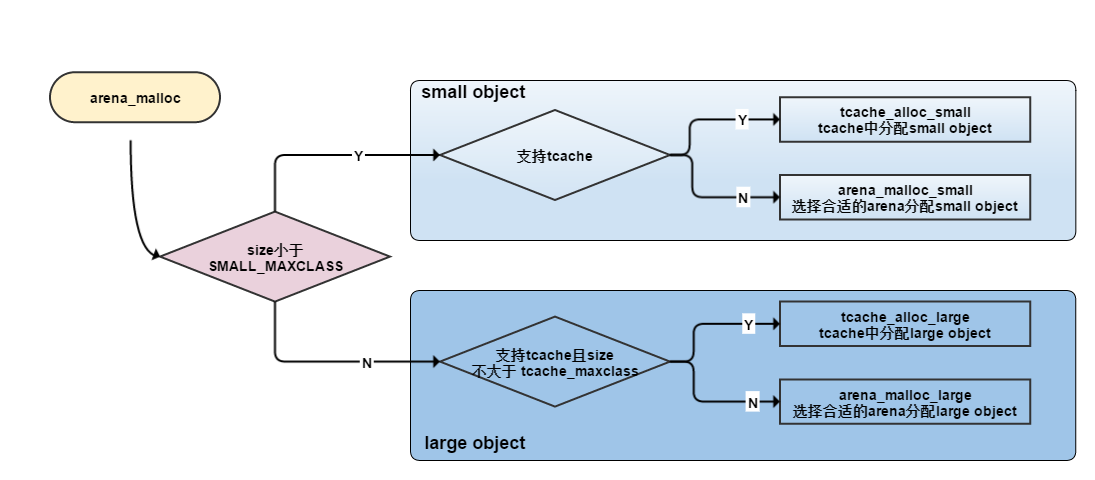 arena_malloc
size小于
SMALL_MAXCLASS
Y
N
small object
支持tcache
Y
tcache_alloc_small
tcache中分配small object
N
arena_malloc_small
选择合适的arena分配small object
支持tcache且size
不大于 tcache_maxclass
Y
tcache_alloc_large
tcache中分配large object
N
arena_malloc_large
选择合适的arena分配large object
large object